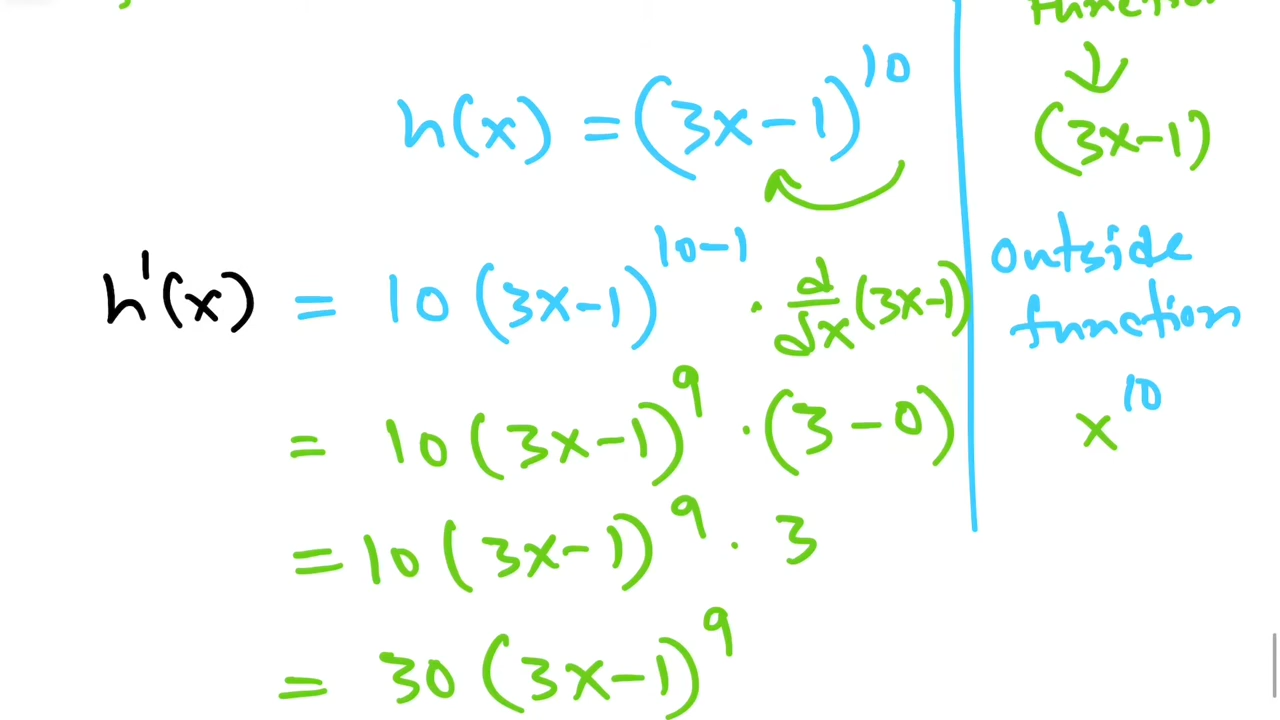 h(x) = (3x-1)^10
h'(x) = 10 (3x-1)^10-1 · d/dx (3x-1)
= 10 (3x-1)^9 · (3-0)
= 10 (3x-1)^9 · 3
= 30 (3x-1)^9
function
↓
(3x-1)
outside
function
x^10